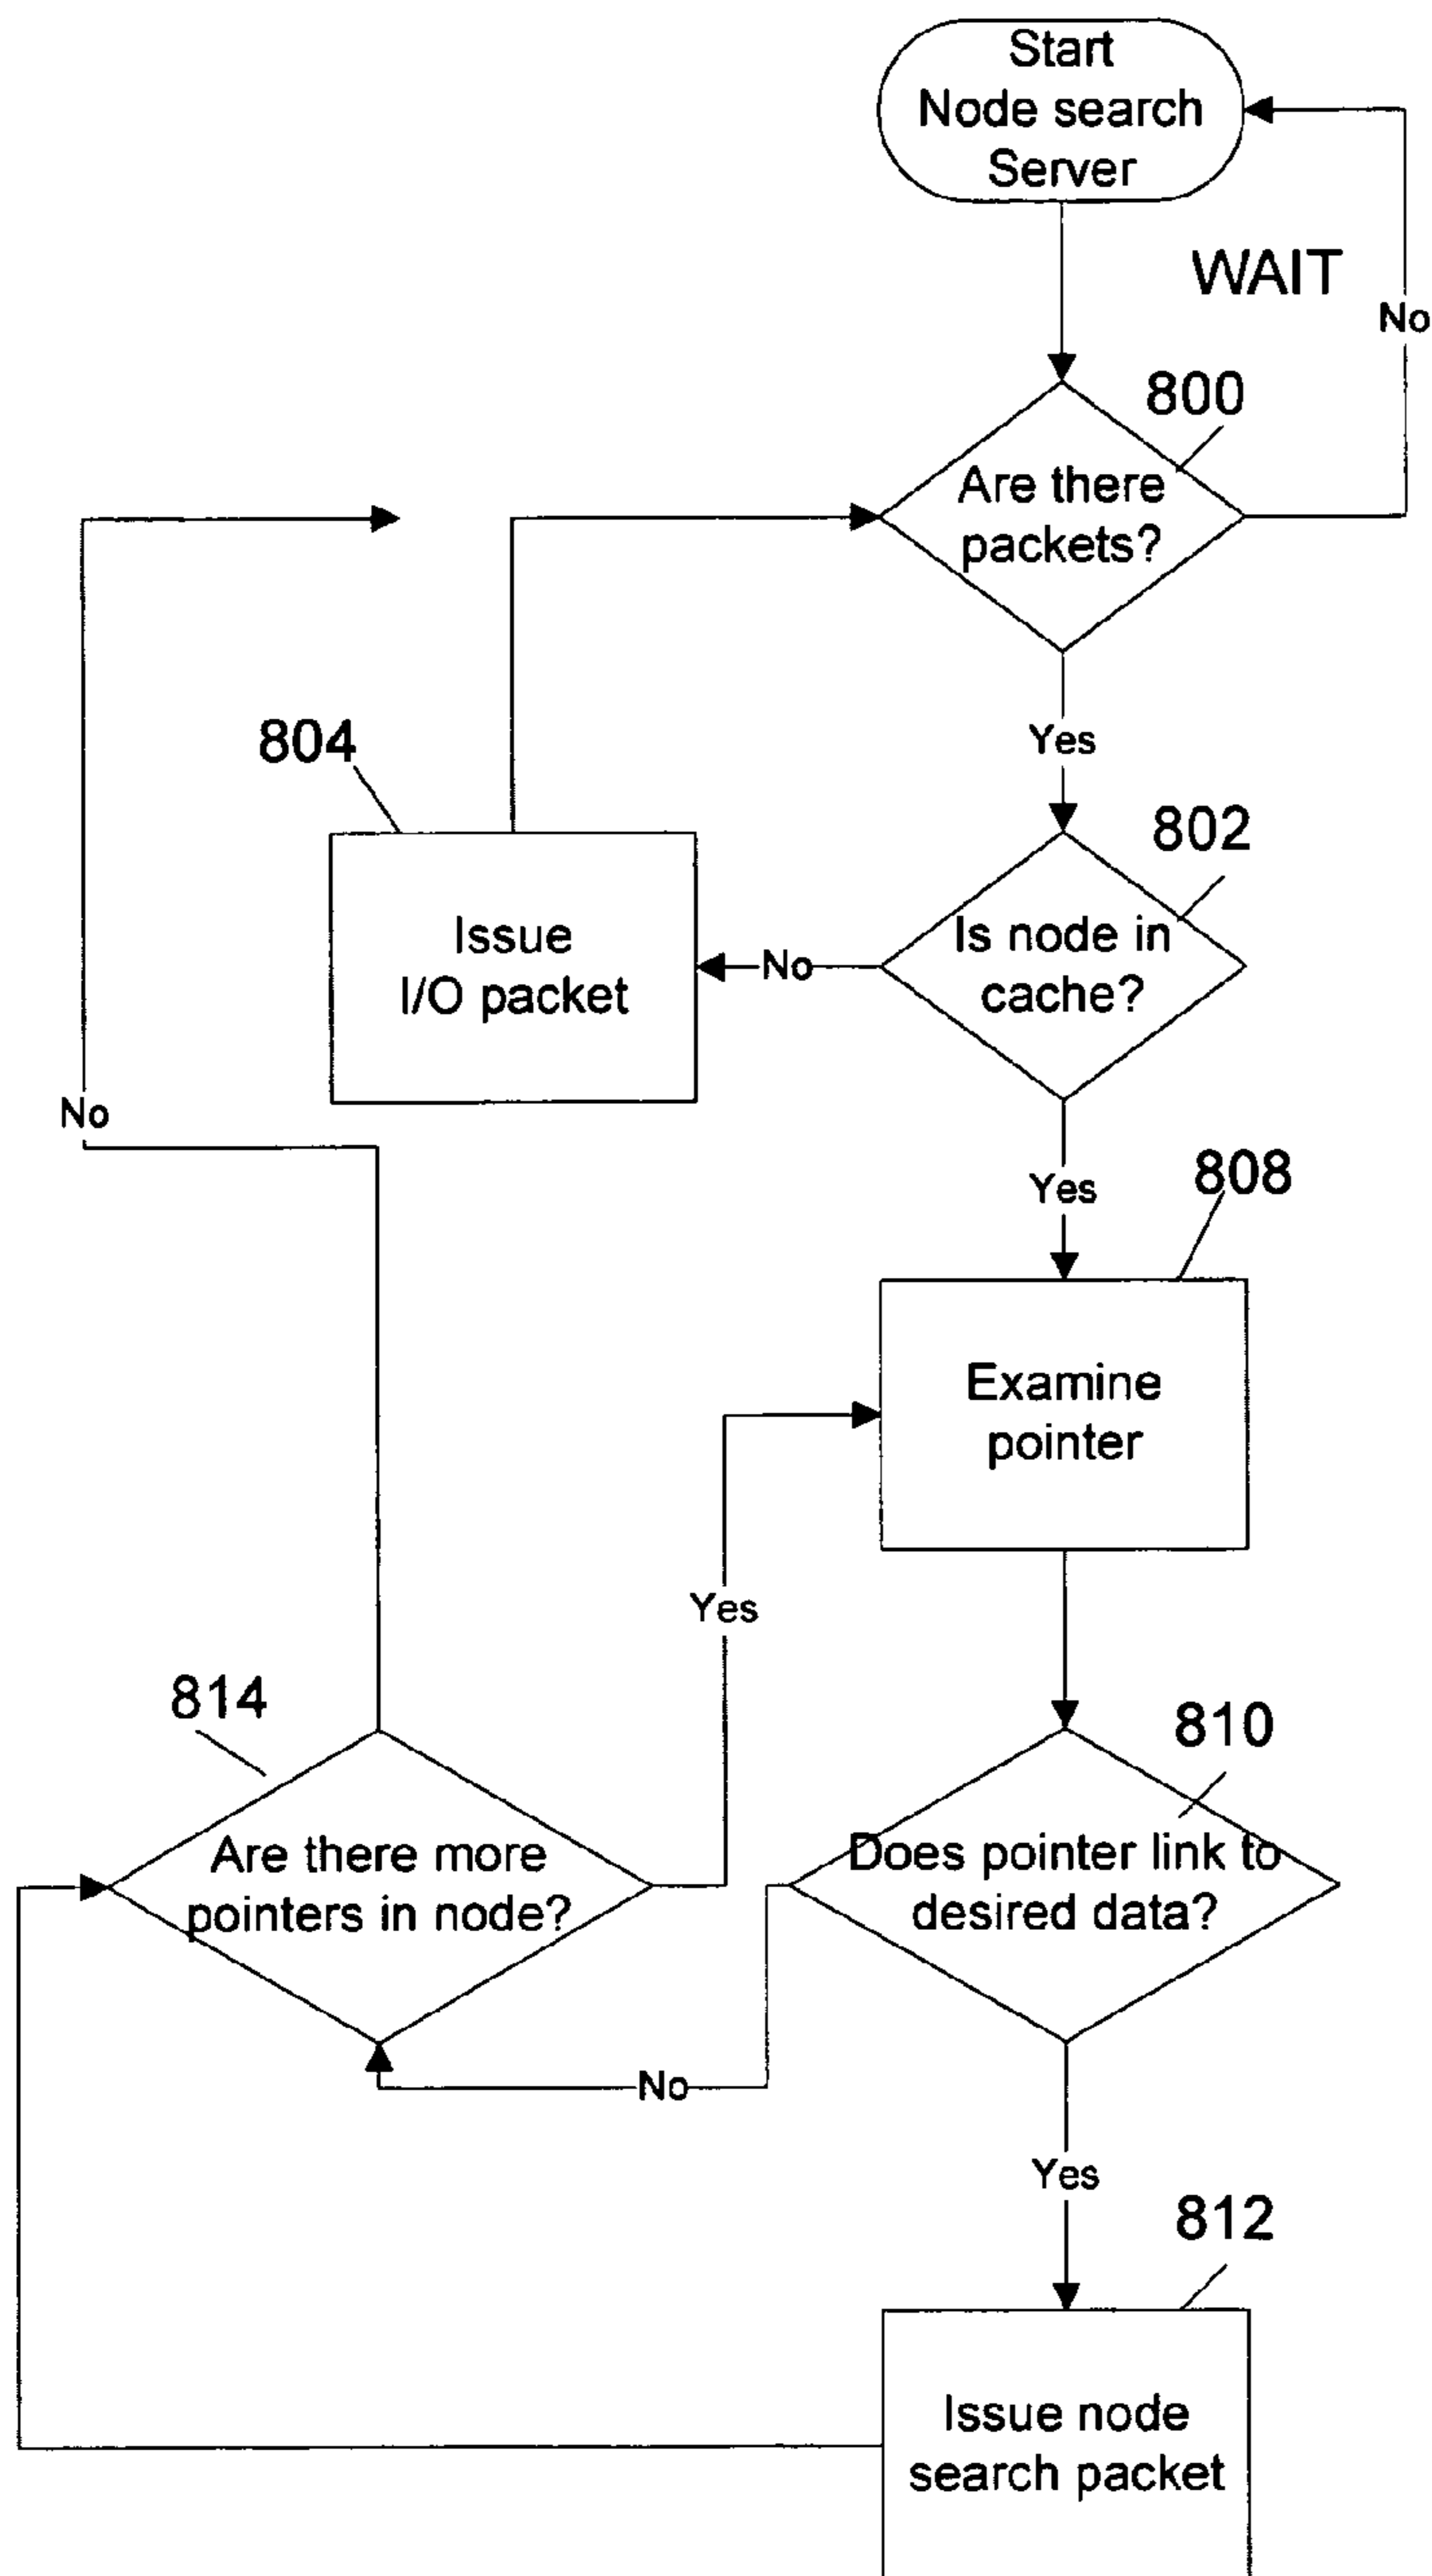 Start
Node search
Server
WAIT
No
800
Are there
packets?
Yes
804
802
Issue
I/O packet
No
Is node in
cache?
No
Yes
808
Examine
pointer
Yes
814
810
Are there more
pointers in node?
Does pointer link to
desired data?
No
Yes
812
Issue node
search packet